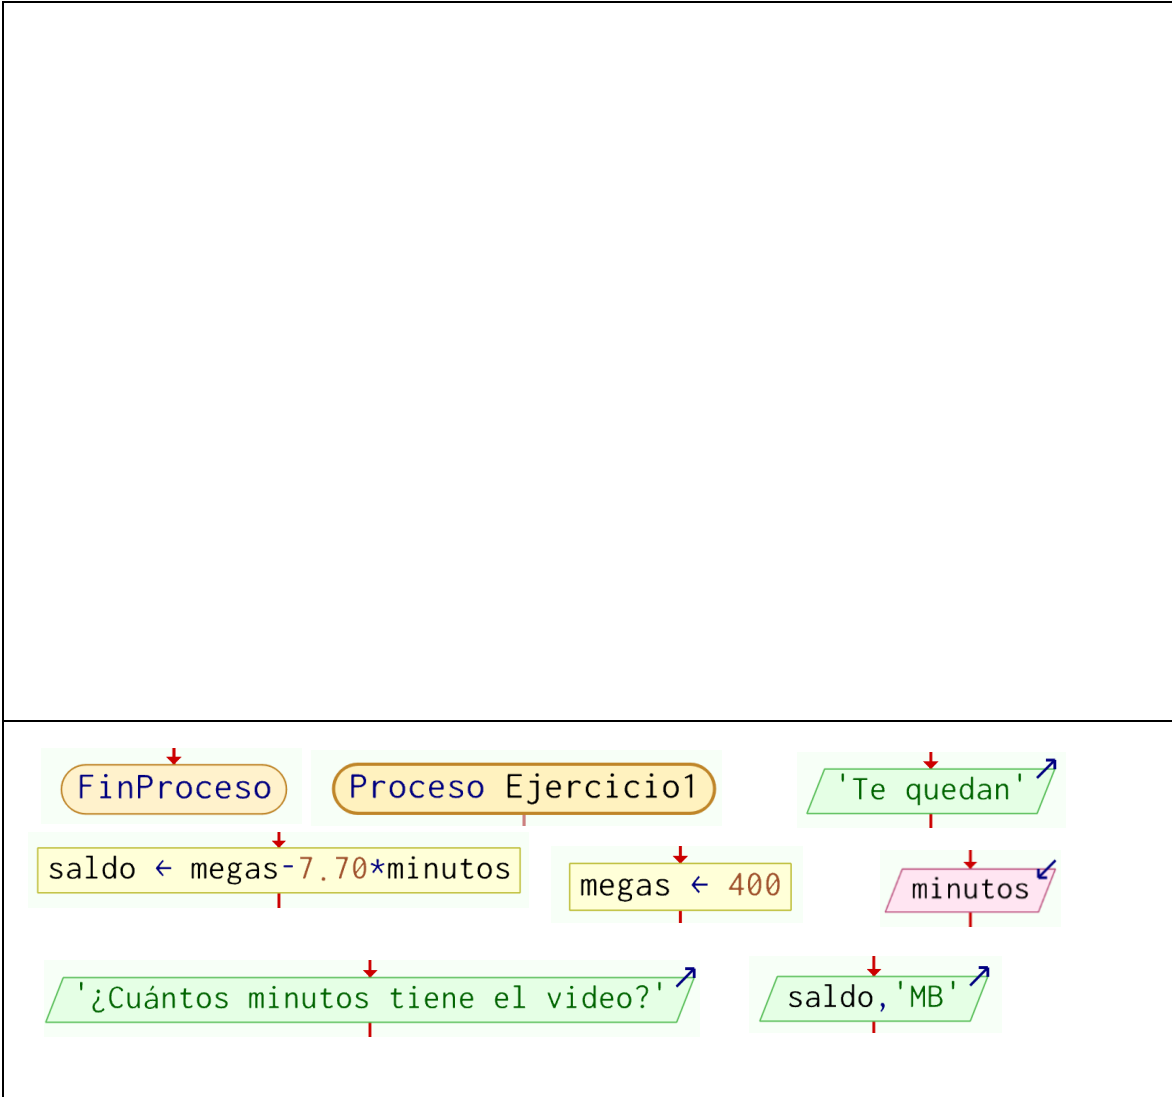 FinProceso
Proceso Ejercicio1
'Te quedan'
saldo ← megas-7.70*minutos
megas ← 400
minutos
'¿Cuántos minutos tiene el video?'
saldo,'MB'